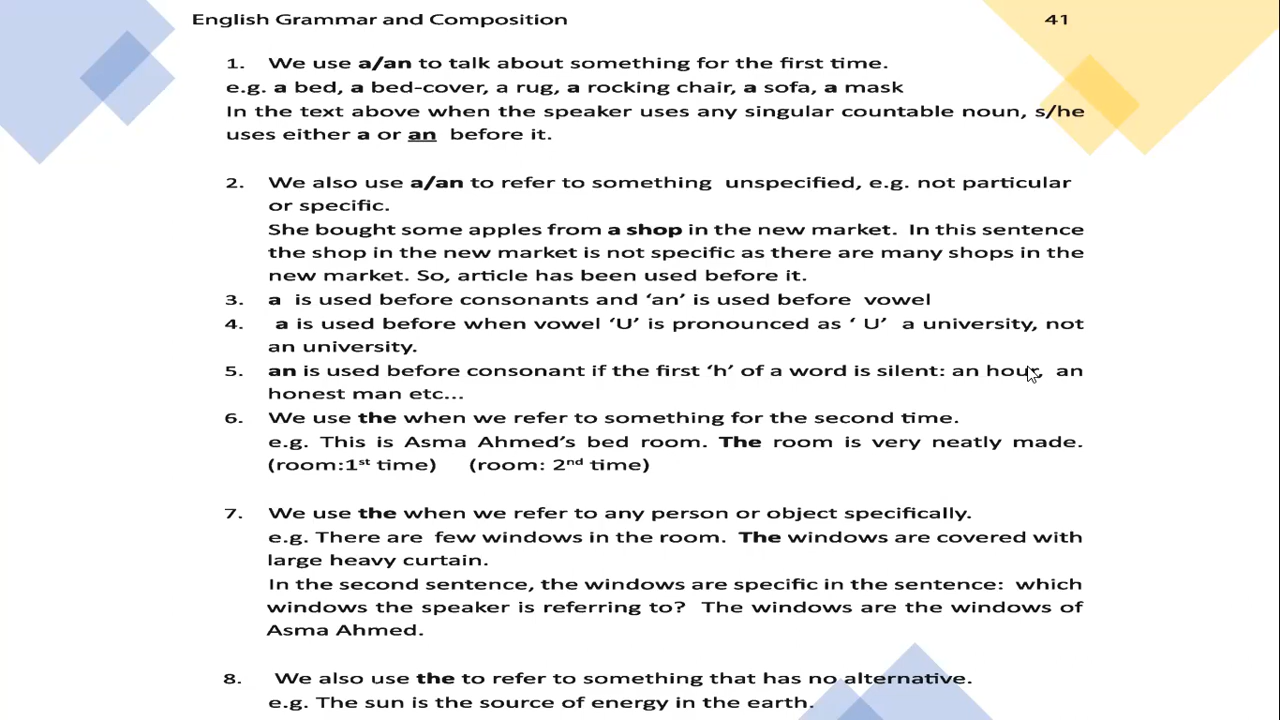 English Grammar and Composition 41
1. We use a/an to talk about something for the first time.
e.g. a bed, a bed-cover, a rug, a rocking chair, a sofa, a mask
In the text above when the speaker uses any singular countable noun, s/he
uses either a or an before it.
2. We also use a/an to refer to something unspecified, e.g. not particular
or specific.
She bought some apples from a shop in the new market. In this sentence
the shop in the new market is not specific as there are many shops in the
new market. So, article has been used before it.
3. a is used before consonants and ‘an’ is used before vowel
4. a is used before when vowel ‘U’ is pronounced as ‘ U’ a university, not
an university.
5. an is used before consonant if the first ‘h’ of a word is silent: an hour, an
honest man etc...
6. We use the when we refer to something for the second time.
e.g. This is Asma Ahmed’s bed room. The room is very neatly made.
(room:1st time) (room: 2nd time)
7. We use the when we refer to any person or object specifically.
e.g. There are few windows in the room. The windows are covered with
large heavy curtain.
In the second sentence, the windows are specific in the sentence: which
windows the speaker is referring to? The windows are the windows of
Asma Ahmed.
8. We also use the to refer to something that has no alternative.
e.g. The sun is the source of energy in the earth.